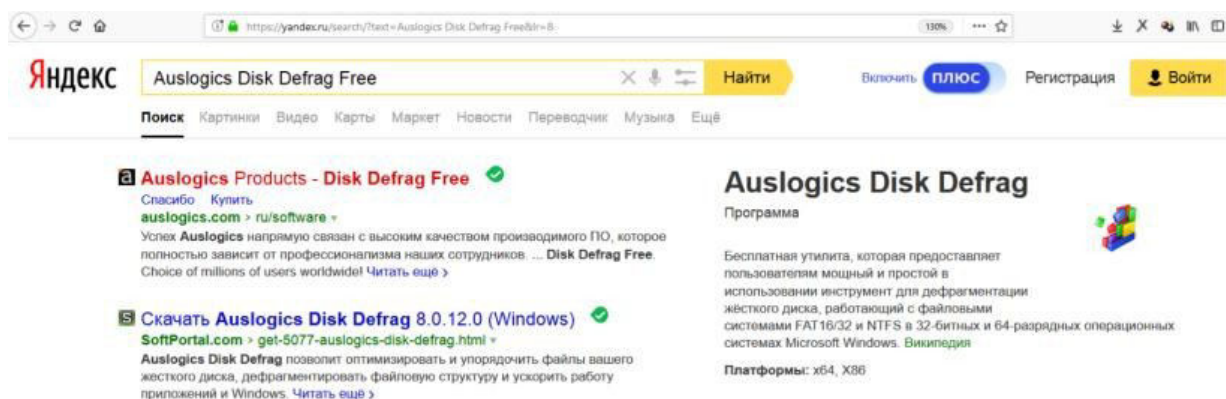 https://yandex.ru/search/?text=Auslogics Disk Defrag Free&lr=8
130%
Яндекс
Auslogics Disk Defrag Free
Найти
Включить ПЛЮС
Регистрация
Войти
Поиск Картинки Видео Карты Маркет Новости Переводчик Музыка Ещё
Auslogics Products - Disk Defrag Free
Спасибо Купить
auslogics.com > ru/software
Успех Auslogics напрямую связан с высоким качеством производимого ПО, которое
полностью зависит от профессионализма наших сотрудников. ... Disk Defrag Free.
Choice of millions of users worldwide! Читать ещё >
Скачать Auslogics Disk Defrag 8.0.12.0 (Windows)
SoftPortal.com > get-5077-auslogics-disk-defrag.html
Auslogics Disk Defrag позволит оптимизировать и упорядочить файлы вашего
жесткого диска, дефрагментировать файловую структуру и ускорить работу
приложений и Windows. Читать ещё >
Auslogics Disk Defrag
Программа
Бесплатная утилита, которая предоставляет
пользователям мощный и простой в
использовании инструмент для дефрагментации
жёсткого диска, работающий с файловыми
системами FAT16/32 и NTFS в 32-битных и 64-разрядных операционных
системах Microsoft Windows. Википедия
Платформы: x64, X86